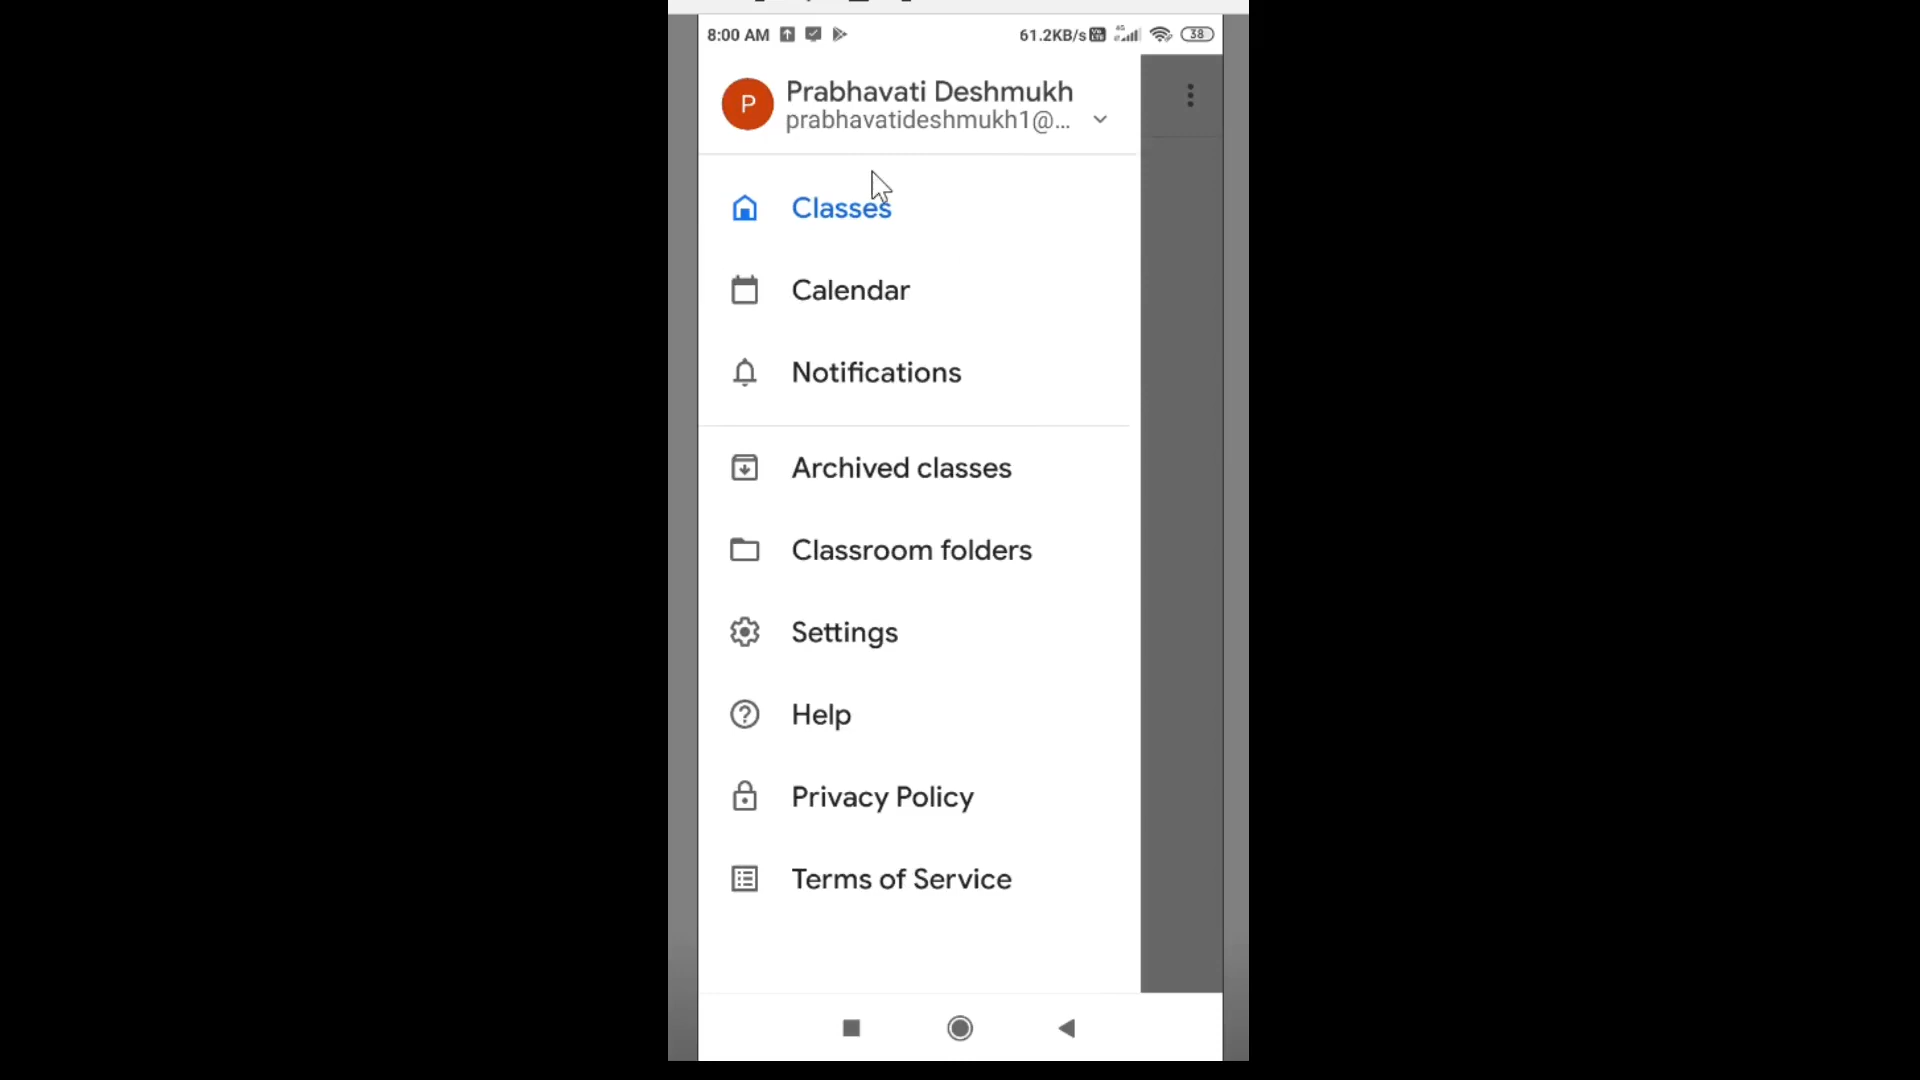 8:00 AM
61.2KB/s
38
P
Prabhavati Deshmukh
prabhavatideshmukh1@...
Classes
Calendar
Notifications
Archived classes
Classroom folders
Settings
Help
Privacy Policy
Terms of Service